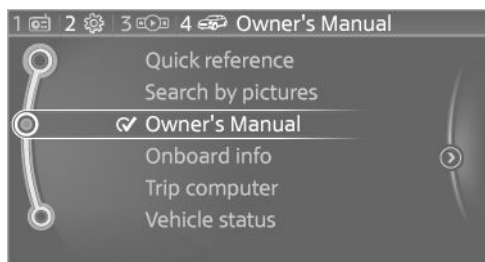 1 2 3 4 Owner's Manual
Quick reference
Search by pictures
Owner's Manual
Onboard info
Trip computer
Vehicle status